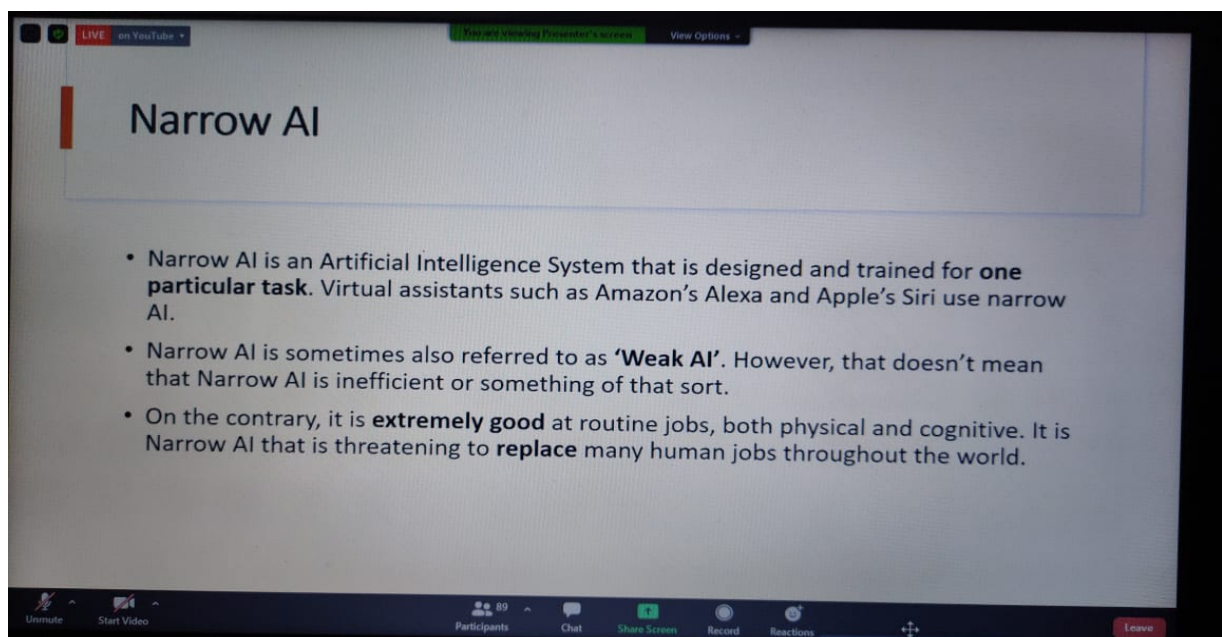 LIVE on YouTube
You are viewing Presenter's screen View Options
Narrow AI
• Narrow AI is an Artificial Intelligence System that is designed and trained for one
particular task. Virtual assistants such as Amazon's Alexa and Apple's Siri use narrow
AI.
• Narrow AI is sometimes also referred to as 'Weak AI'. However, that doesn't mean
that Narrow AI is inefficient or something of that sort.
• On the contrary, it is extremely good at routine jobs, both physical and cognitive. It is
Narrow AI that is threatening to replace many human jobs throughout the world.
Unmute Start Video 89 Participants Chat Share Screen Record Reactions Leave